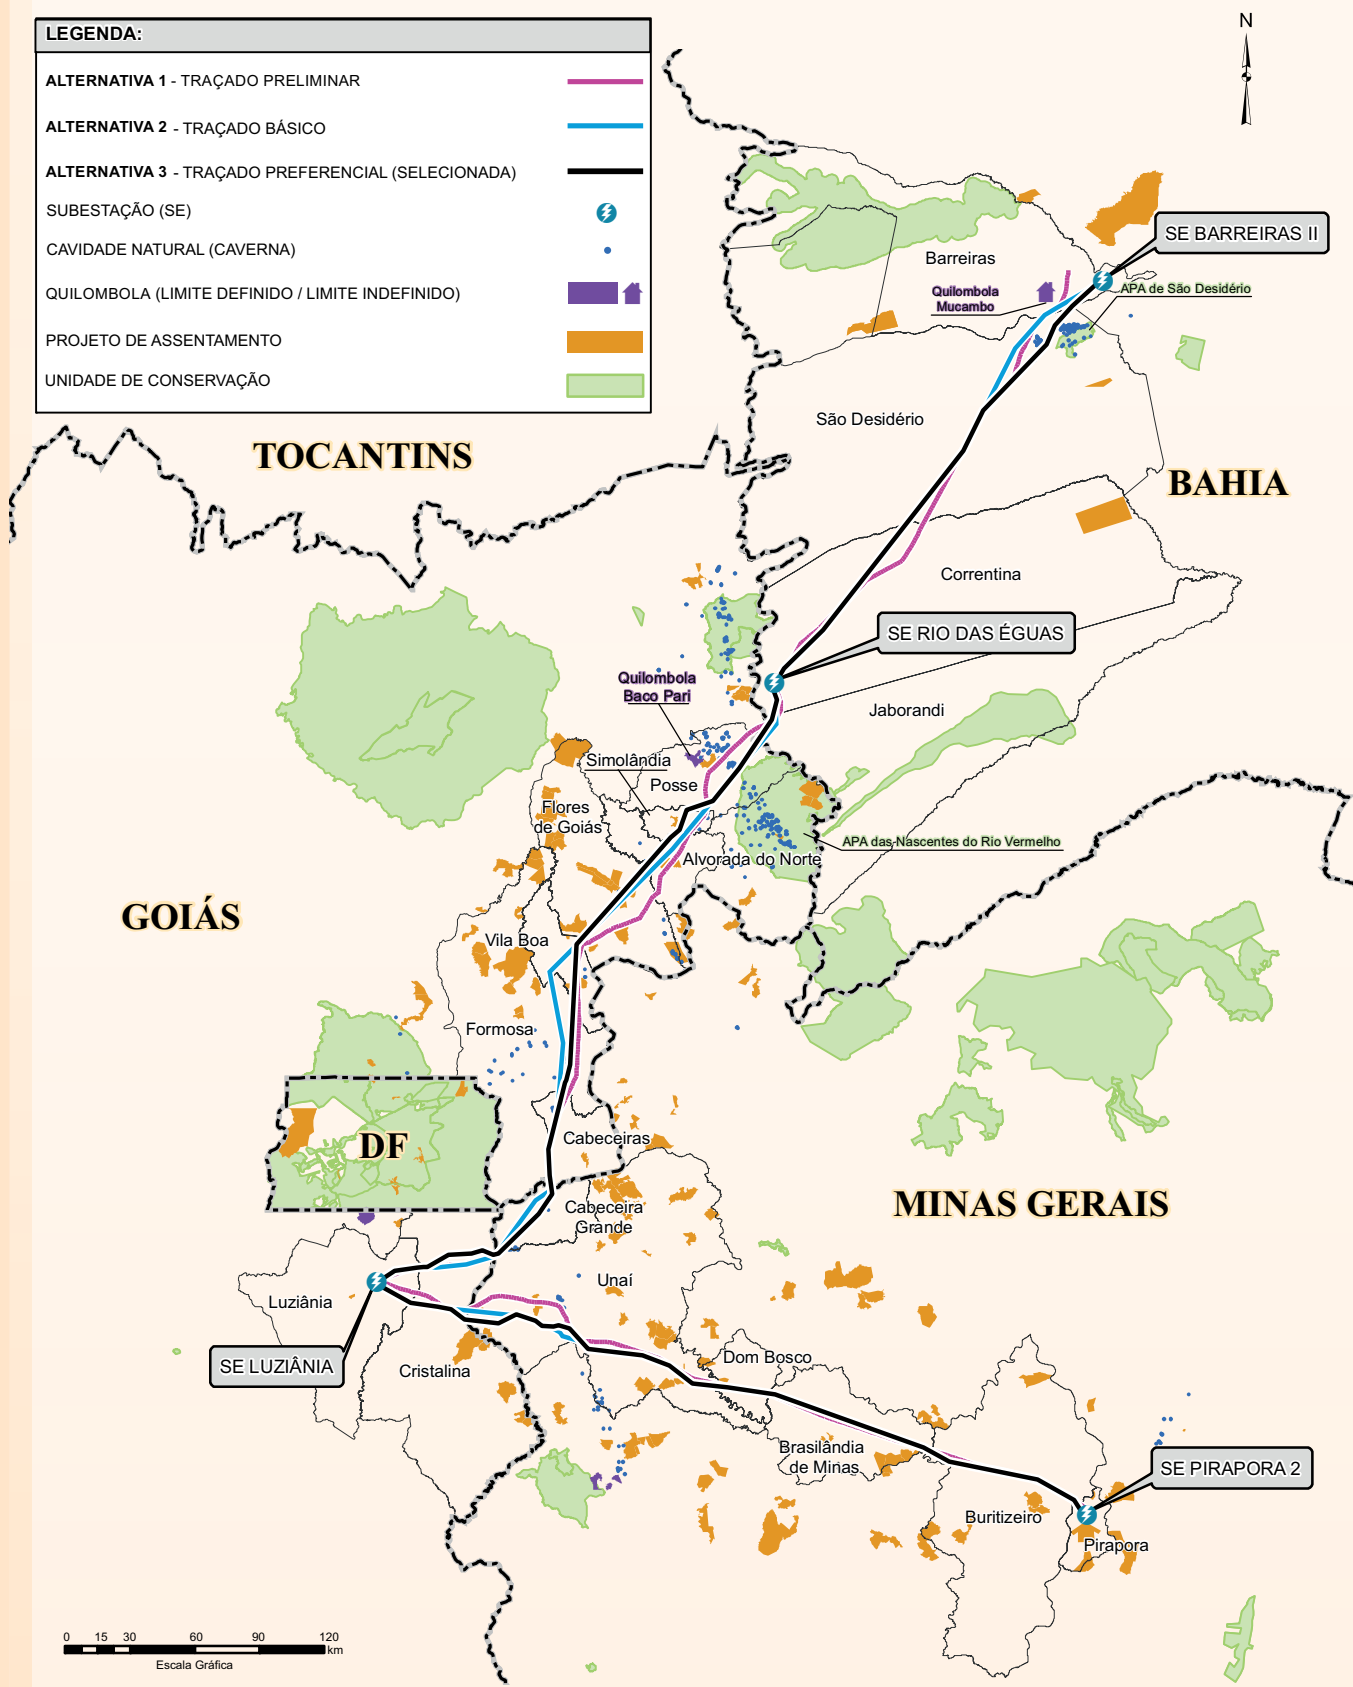 LEGENDA:
ALTERNATIVA 1 - TRAÇADO PRELIMINAR
ALTERNATIVA 2 - TRAÇADO BÁSICO
ALTERNATIVA 3 - TRAÇADO PREFERENCIAL (SELECIONADA)
SUBESTAÇÃO (SE)
CAVIDADE NATURAL (CAVERNA)
QUILOMBOLA (LIMITE DEFINIDO / LIMITE INDEFINIDO)
PROJETO DE ASSENTAMENTO
UNIDADE DE CONSERVAÇÃO
N
SE BARREIRAS II
Barreiras
APA de São Desidério
Quilombola
Mucambo
São Desidério
TOCANTINS
BAHIA
Correntina
SE RIO DAS ÉGUAS
Quilombola
Baco Pari
Jaborandi
Simolândia
Posse
Flores
de Goiás
APA das Nascentes do Rio Vermelho
Alvorada do Norte
GOIÁS
Vila Boa
Formosa
DF
Cabeceiras
MINAS GERAIS
Cabeceira
Grande
Unaí
Luziânia
SE LUZIÂNIA
Cristalina
Dom Bosco
Brasilândia
de Minas
SE PIRAPORA 2
Buritizeiro
Pirapora
0 15 30 60 90 120
km
Escala Gráfica